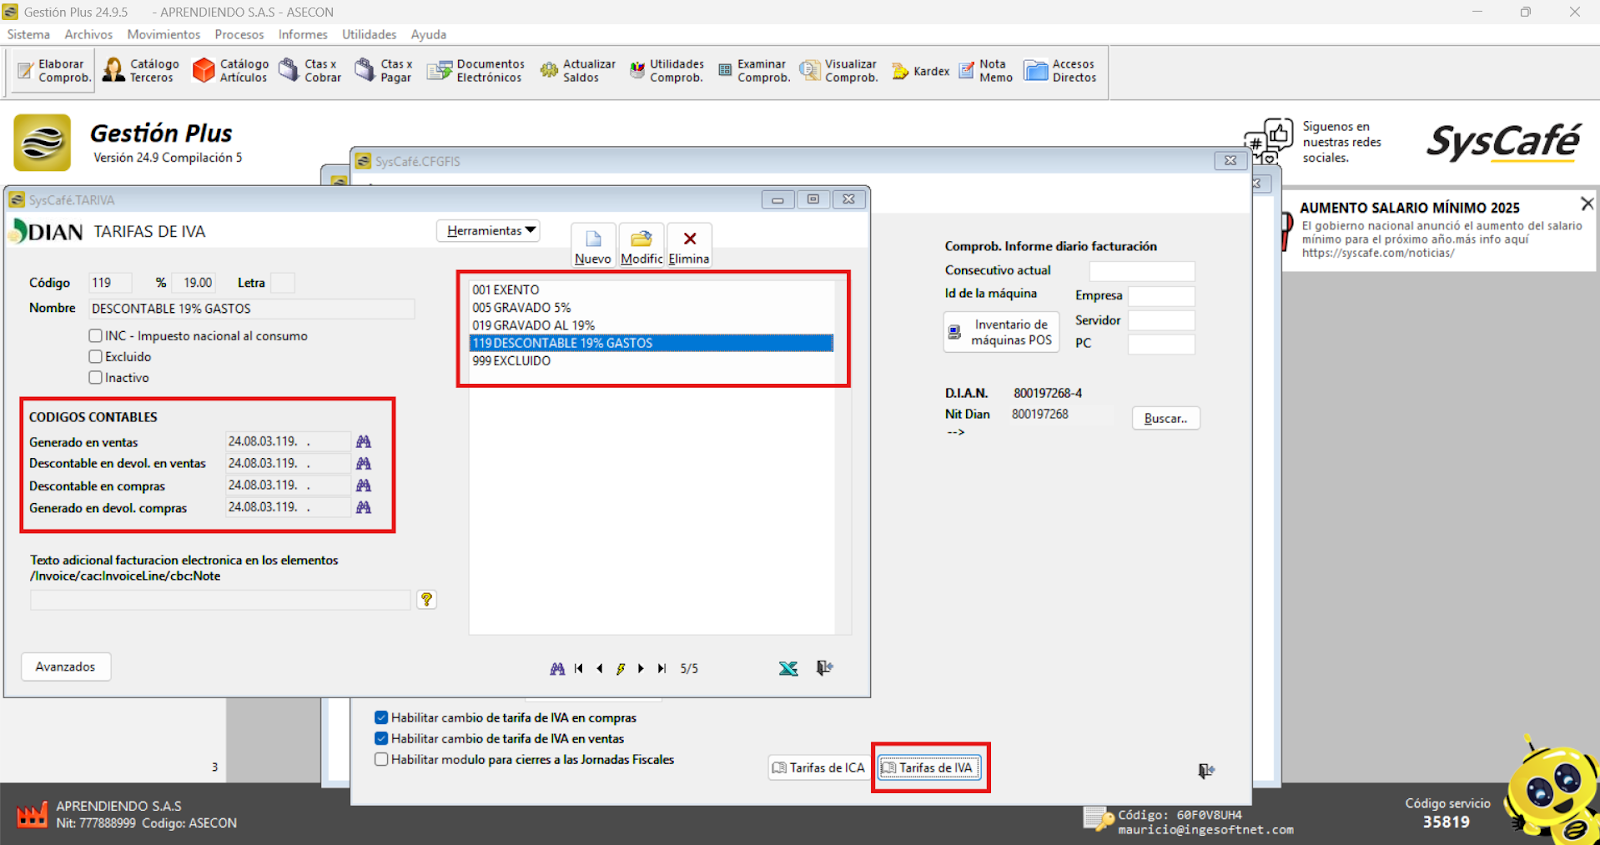 Gestión Plus 24.9.5 - APRENDIENDO S.A.S - ASECON
Sistema Archivos Movimientos Procesos Informes Utilidades Ayuda
Elaborar Comprob.
Catálogo Terceros
Catálogo Artículos
Ctas x Cobrar
Ctas x Pagar
Documentos Electrónicos
Actualizar Saldos
Utilidades Comprob.
Examinar Comprob.
Visualizar Comprob.
Kardex
Nota Memo
Accesos Directos
Gestión Plus
Versión 24.9 Compilación 5
Siguenos en
nuestras redes
sociales.
SysCafé
AUMENTO SALARIO MÍNIMO 2025
El gobierno nacional anunció el aumento del salario
mínimo para el próximo año.más info aquí
https://syscafe.com/noticias/
SysCafé.CFGFIS
SysCafé.TARIVA
DIAN TARIFAS DE IVA
Herramientas
Nuevo Modific Elimina
Código 119 % 19.00 Letra
Nombre DESCONTABLE 19% GASTOS
INC - Impuesto nacional al consumo
Excluido
Inactivo
CODIGOS CONTABLES
Generado en ventas 24.08.03.119. .
Descontable en devol. en ventas 24.08.03.119. .
Descontable en compras 24.08.03.119. .
Generado en devol. compras 24.08.03.119. .
Texto adicional facturacion electronica en los elementos
/Invoice/cac:InvoiceLine/cbc:Note
?
Avanzados
001 EXENTO
005 GRAVADO 5%
019 GRAVADO AL 19%
119 DESCONTABLE 19% GASTOS
999 EXCLUIDO
5/5
Comprob. Informe diario facturación
Consecutivo actual
Id de la máquina Empresa
Servidor
PC
Inventario de
máquinas POS
D.I.A.N. 800197268-4
Nit Dian 800197268
-->
Buscar..
Habilitar cambio de tarifa de IVA en compras
Habilitar cambio de tarifa de IVA en ventas
Habilitar modulo para cierres a las Jornadas Fiscales
Tarifas de ICA
Tarifas de IVA
3
APRENDIENDO S.A.S
Nit: 777888999 Codigo: ASECON
Código: 60F0V8UH4
mauricio@ingesoftnet.com
Código servicio
35819